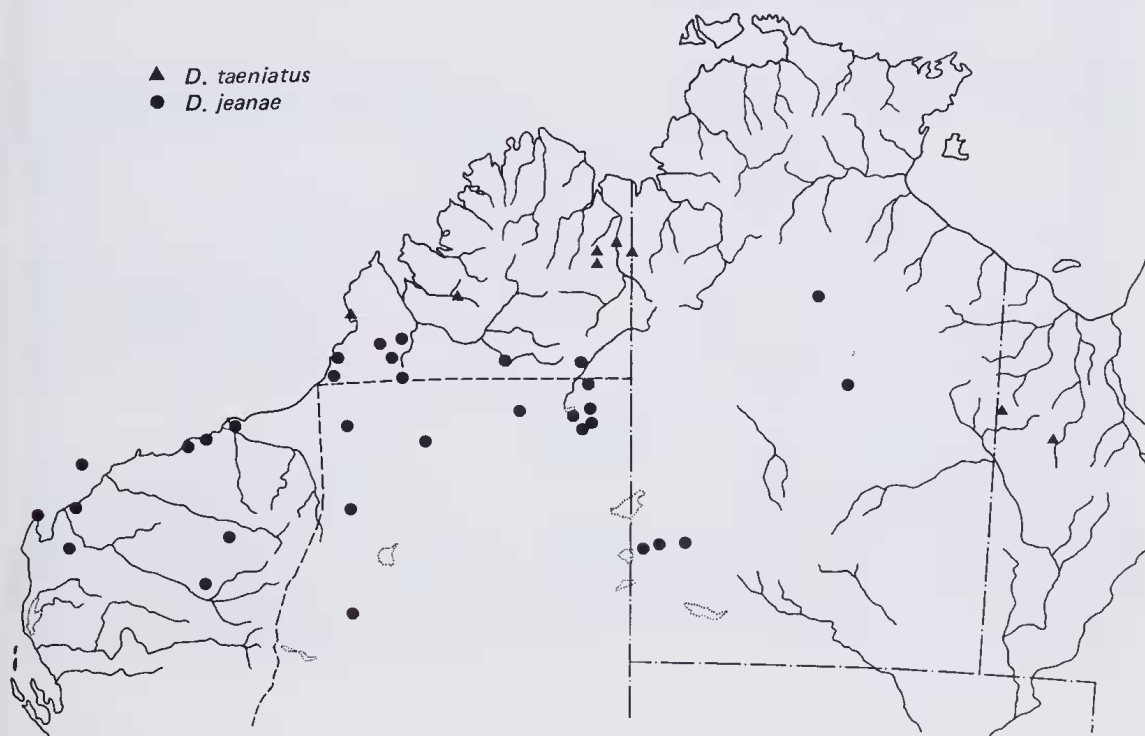 ▲ D. taeniatus
● D. jeanae